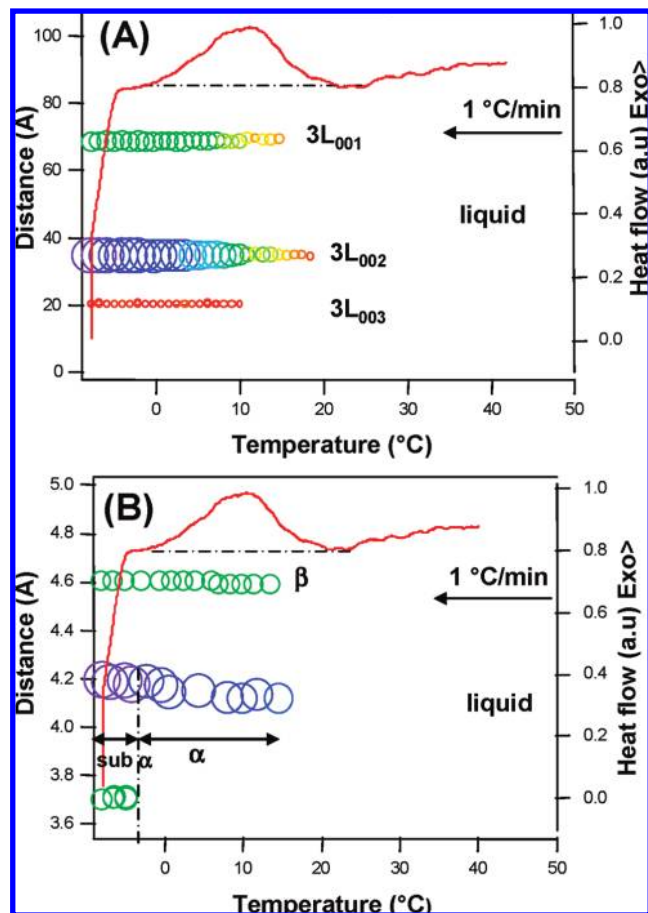 (A)
100
80
60
40
20
0
Distance (A)
3L001
3L002
3L003
1 °C/min
liquid
1.0
0.8
0.6
0.4
0.2
0.0
Heat flow (a.u) Exo>
0 10 20 30 40 50
Temperature (°C)
(B)
5.0
4.8
4.6
4.4
4.2
4.0
3.8
3.6
Distance (A)
β
1 °C/min
liquid
sub α
α
1.0
0.8
0.6
0.4
0.2
0.0
Heat flow (a.u) Exo>
0 10 20 30 40 50
Temperature (°C)